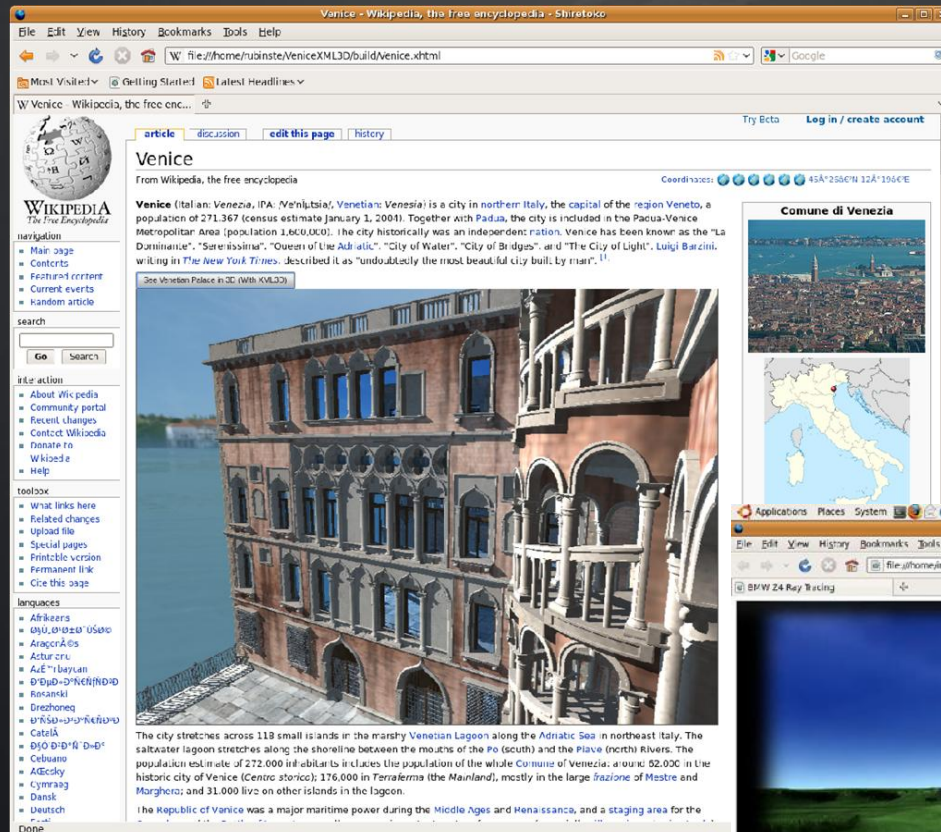 Venice - Wikipedia, the free encyclopedia - Shiretoko
File Edit View History Bookmarks Tools Help
file:///home/rubinste/VeniceXML3D/build/venice.xhtml
Google
Most Visited Getting Started Latest Headlines
Venice - Wikipedia, the free enc...
Try Beta Log in / create account
article discussion edit this page history
Venice
From Wikipedia, the free encyclopedia
Coordinates:
Venice (Italian: Venezia, Venetian: Venesia) is a city in northern Italy, the capital of the region Veneto, a
population of 271.367 (census estimate January 1, 2004). Together with Padua, the city is included in the Padua-Venice
Metropolitan Area (population 1,600,000). The city historically was an independent nation. Venice has been known as the "La
Dominante", "Serenissima", "Queen of the Adriatic", "City of Water", "City of Bridges", and "The City of Light". Luigi Barzini,
writing in The New York Times, described it as "undoubtedly the most beautiful city built by man". [1].
See Venetian Palace in 3D (With XML3D)
Comune di Venezia
WIKIPEDIA
The Free Encyclopedia
navigation
Main page
Contents
Featured content
Current events
Random article
search
Go Search
interaction
About Wikipedia
Community portal
Recent changes
Contact Wikipedia
Donate to
Wikipedia
Help
toolbox
What links here
Related changes
Upload file
Special pages
Printable version
Permanent link
Cite this page
languages
Afrikaans
Asturianu
Bosanski
Brezhoneg
Cebuano
Cymraeg
Dansk
Deutsch
The city stretches across 118 small islands in the marshy Venetian Lagoon along the Adriatic Sea in northeast Italy. The
saltwater lagoon stretches along the shoreline between the mouths of the Po (south) and the Piave (north) Rivers. The
population estimate of 272.000 inhabitants includes the population of the whole Comune of Venezia: around 62.000 in the
historic city of Venice (Centro storico); 176,000 in Terraferma (the Mainland), mostly in the large frazione of Mestre and
Marghera; and 31.000 live on other islands in the lagoon.
The Republic of Venice was a major maritime power during the Middle Ages and Renaissance, and a staging area for the
Done
Applications Places System
File Edit View History Bookmarks Tools
BMW Z4 Ray Tracing